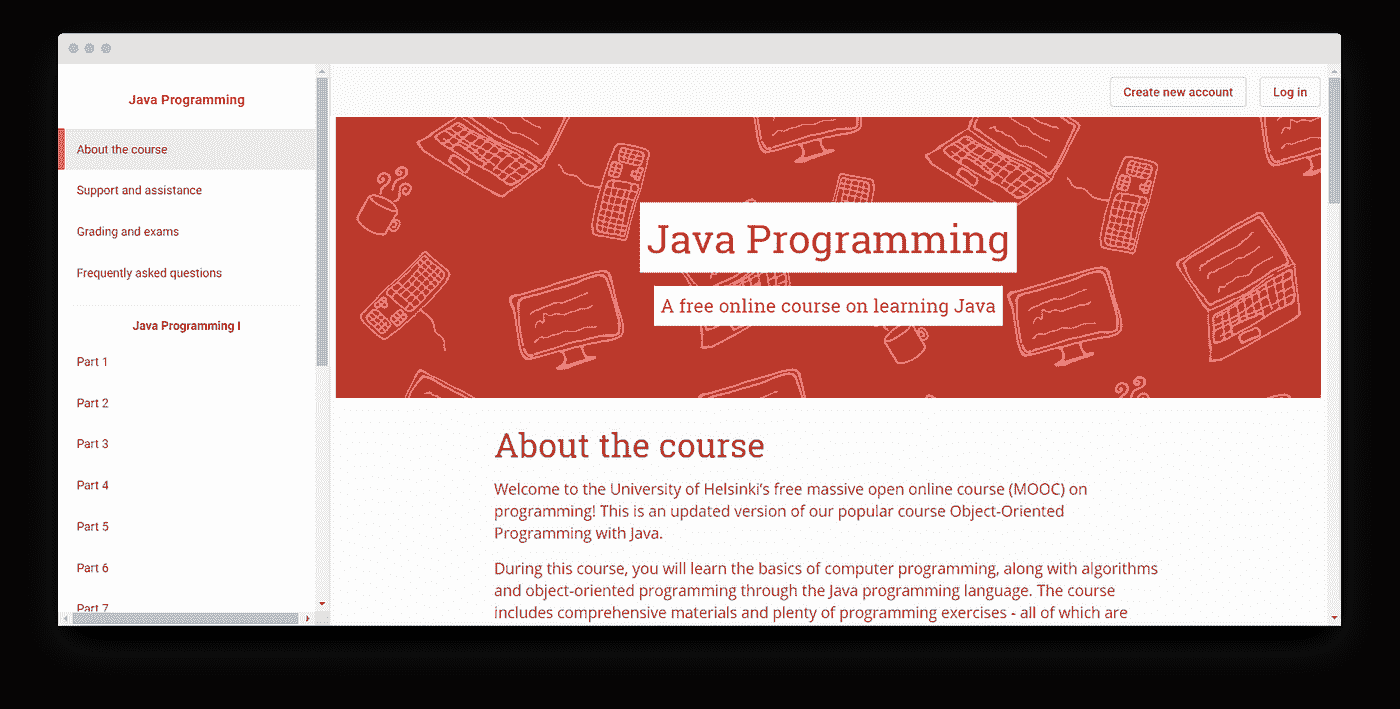 Java Programming
About the course
Support and assistance
Grading and exams
Frequently asked questions
Java Programming I
Part 1
Part 2
Part 3
Part 4
Part 5
Part 6
Part 7
Create new account
Log in
Java Programming
A free online course on learning Java
About the course
Welcome to the University of Helsinki's free massive open online course (MOOC) on
programming! This is an updated version of our popular course Object-Oriented
Programming with Java.
During this course, you will learn the basics of computer programming, along with algorithms
and object-oriented programming through the Java programming language. The course
includes comprehensive materials and plenty of programming exercises - all of which are